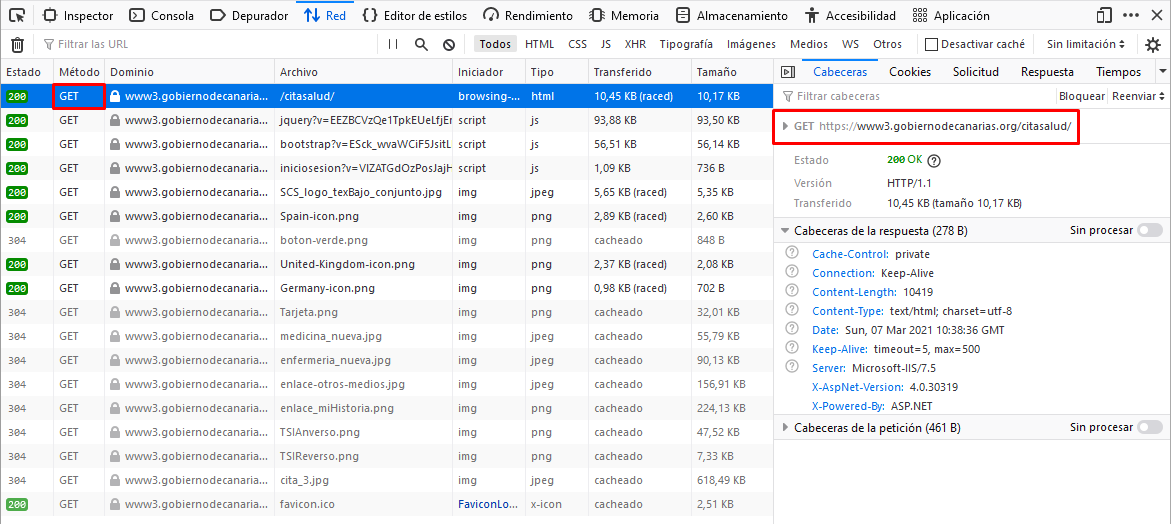 Inspector Consola Depurador Red Editor de estilos Rendimiento Memoria Almacenamiento Accesibilidad Aplicación
Filtrar las URL Todos HTML CSS JS XHR Tipografía Imágenes Medios WS Otros Desactivar caché Sin limitación
Estado Método Dominio Archivo Iniciador Tipo Transferido Tamaño
200 GET www3.gobiernodecanaria... /citasalud/ browsing-... html 10,45 KB (raced) 10,17 KB
200 GET www3.gobiernodecanaria... script js 93,88 KB 93,50 KB
200 GET www3.gobiernodecanaria... script js 56,51 KB 56,14 KB
200 GET www3.gobiernodecanaria... script js 1,09 KB 736 B
200 GET www3.gobiernodecanaria... SCS_logo_texBajo_conjunto.jpg img jpeg 5,65 KB (raced) 5,35 KB
200 GET www3.gobiernodecanaria... Spain-icon.png img png 2,89 KB (raced) 2,60 KB
304 GET www3.gobiernodecanaria... boton-verde.png img png cacheado 848 B
200 GET www3.gobiernodecanaria... United-Kingdom-icon.png img png 2,37 KB (raced) 2,08 KB
200 GET www3.gobiernodecanaria... Germany-icon.png img png 0,98 KB (raced) 702 B
304 GET www3.gobiernodecanaria... Tarjeta.png img png cacheado 32,01 KB
304 GET www3.gobiernodecanaria... medicina_nueva.jpg img jpeg cacheado 55,79 KB
304 GET www3.gobiernodecanaria... enfermeria_nueva.jpg img jpeg cacheado 90,13 KB
304 GET www3.gobiernodecanaria... enlace-otros-medios.jpg img jpeg cacheado 156,91 KB
304 GET www3.gobiernodecanaria... enlace_miHistoria.png img png cacheado 224,13 KB
304 GET www3.gobiernodecanaria... TSIAnverso.png img png cacheado 47,52 KB
304 GET www3.gobiernodecanaria... TSIReverso.png img png cacheado 7,33 KB
304 GET www3.gobiernodecanaria... cita_3.jpg img jpeg cacheado 618,49 KB
200 GET www3.gobiernodecanaria... favicon.ico FaviconLo... x-icon cacheado 2,51 KB
Cabeceras Cookies Solicitud Respuesta Tiempos
Filtrar cabeceras Bloquear Reenviar
GET https://www3.gobiernodecanarias.org/citasalud/
Estado 200 OK
Versión HTTP/1.1
Transferido 10,45 KB (tamaño 10,17 KB)
Cabeceras de la respuesta (278 B) Sin procesar
Cache-Control: private
Connection: Keep-Alive
Content-Length: 10419
Content-Type: text/html; charset=utf-8
Date: Sun, 07 Mar 2021 10:38:36 GMT
Keep-Alive: timeout=5, max=500
Server: Microsoft-IIS/7.5
X-AspNet-Version: 4.0.30319
X-Powered-By: ASP.NET
Cabeceras de la petición (461 B) Sin procesar